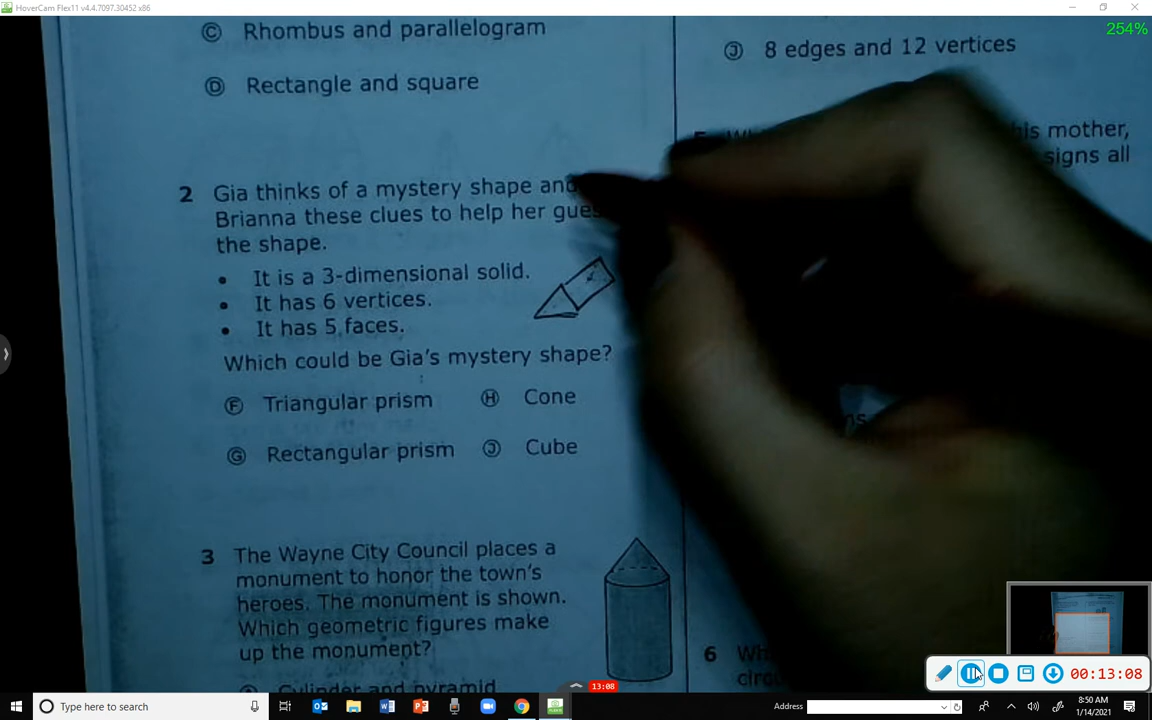 HoverCam Flex11 v4.4.7097.30452 x86
254%
Ⓒ Rhombus and parallelogram
Ⓓ Rectangle and square
2 Gia thinks of a mystery shape and
Brianna these clues to help her gues
the shape.
• It is a 3-dimensional solid.
• It has 6 vertices.
• It has 5 faces.
Which could be Gia's mystery shape?
Ⓕ Triangular prism Ⓗ Cone
Ⓖ Rectangular prism Ⓙ Cube
3 The Wayne City Council places a
monument to honor the town's
heroes. The monument is shown.
Which geometric figures make
up the monument?
Cylinder and pyramid
Ⓙ 8 edges and 12 vertices
his mother,
signs all
6
00:13:08
Type here to search
13:08
Address
8:50 AM
1/14/2021